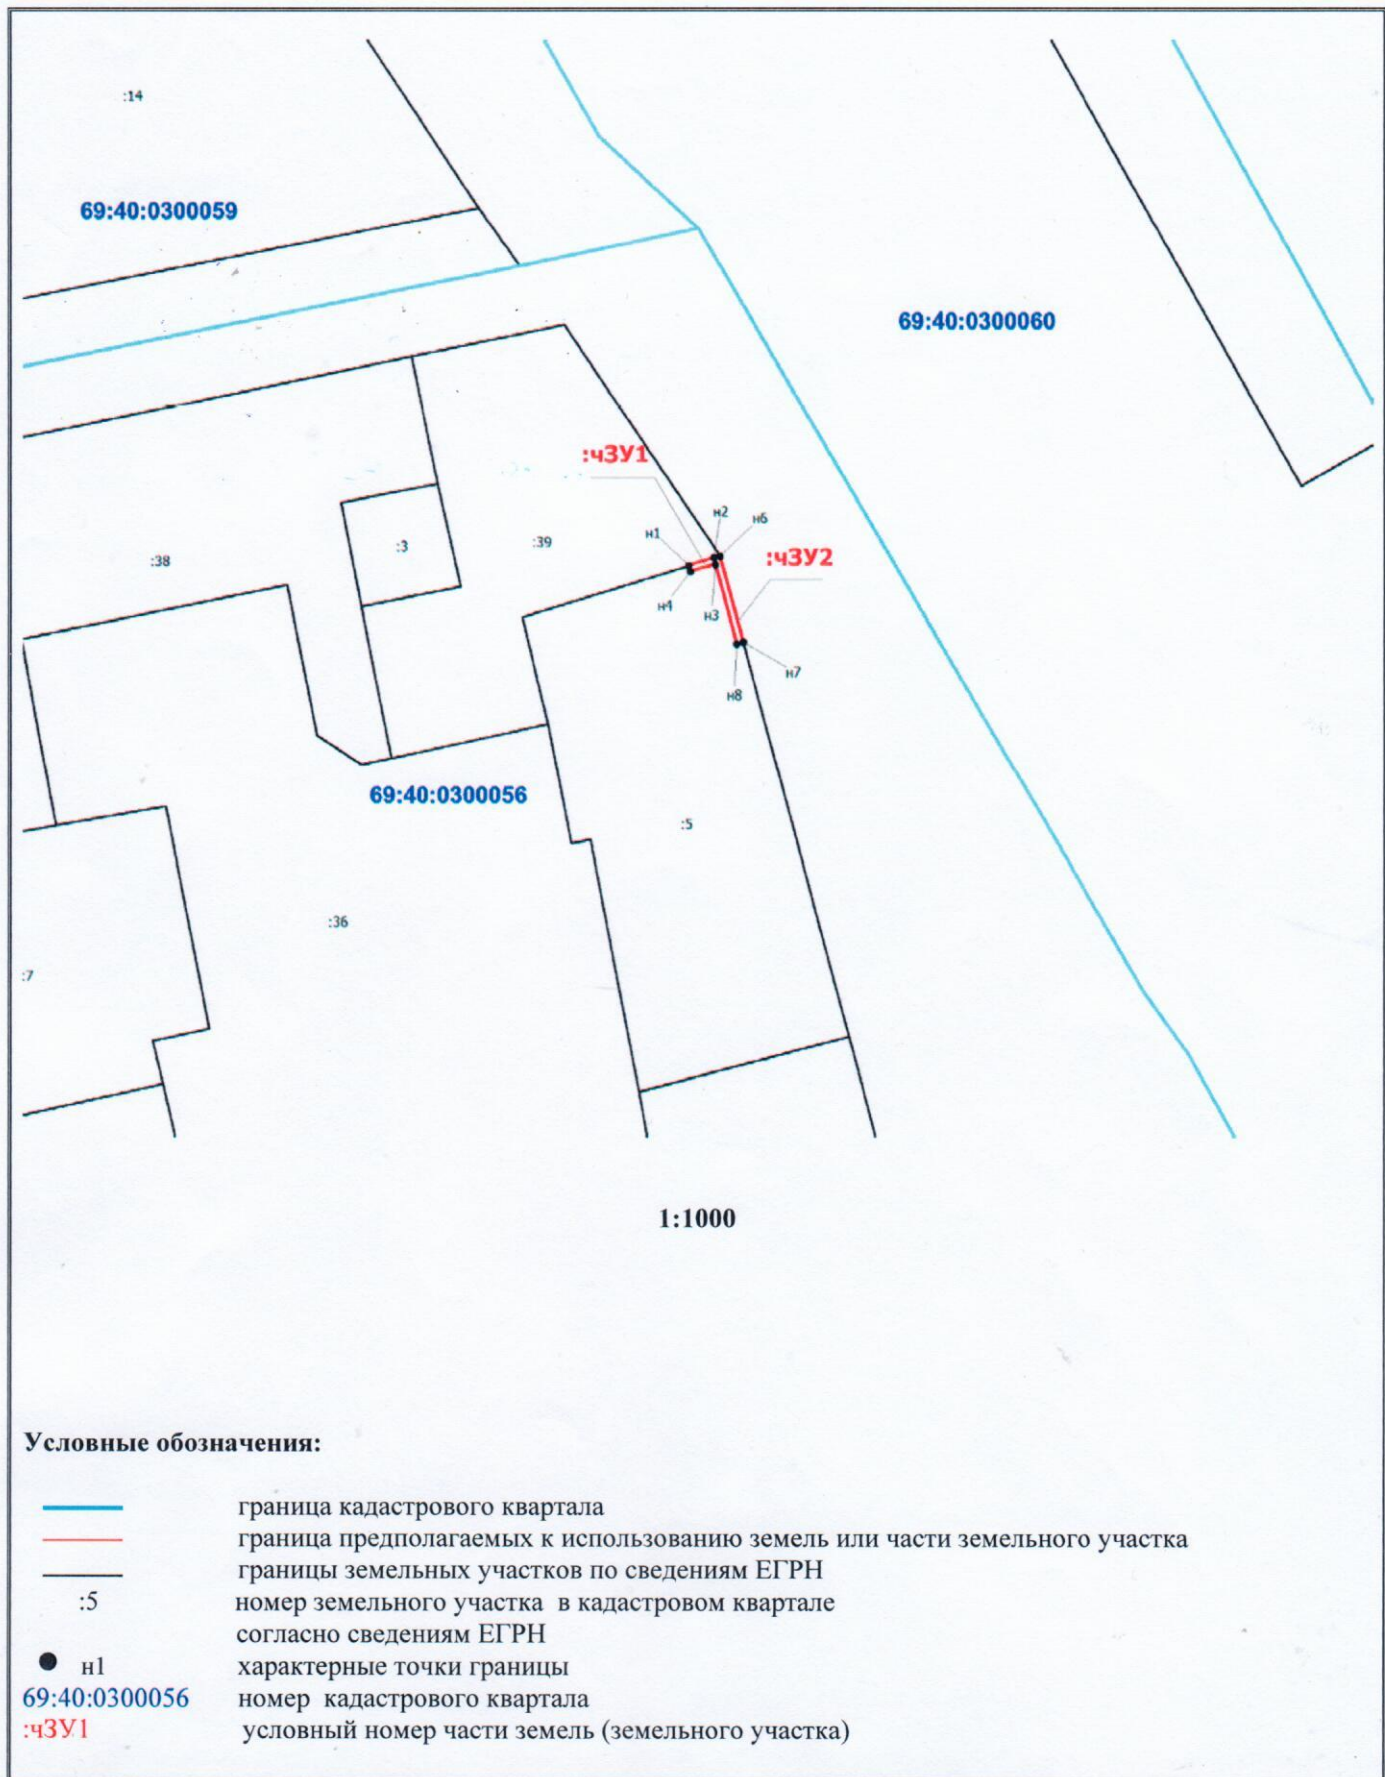 :14
69:40:0300059
69:40:0300060
:чЗУ1
н2
н6
н1
:3
:39
:38
:чЗУ2
н4
н3
н7
н8
69:40:0300056
:5
:36
:7
1:1000
Условные обозначения:
граница кадастрового квартала
граница предполагаемых к использованию земель или части земельного участка
границы земельных участков по сведениям ЕГРН
:5 номер земельного участка в кадастровом квартале
согласно сведениям ЕГРН
н1 характерные точки границы
69:40:0300056 номер кадастрового квартала
:чЗУ1 условный номер части земель (земельного участка)